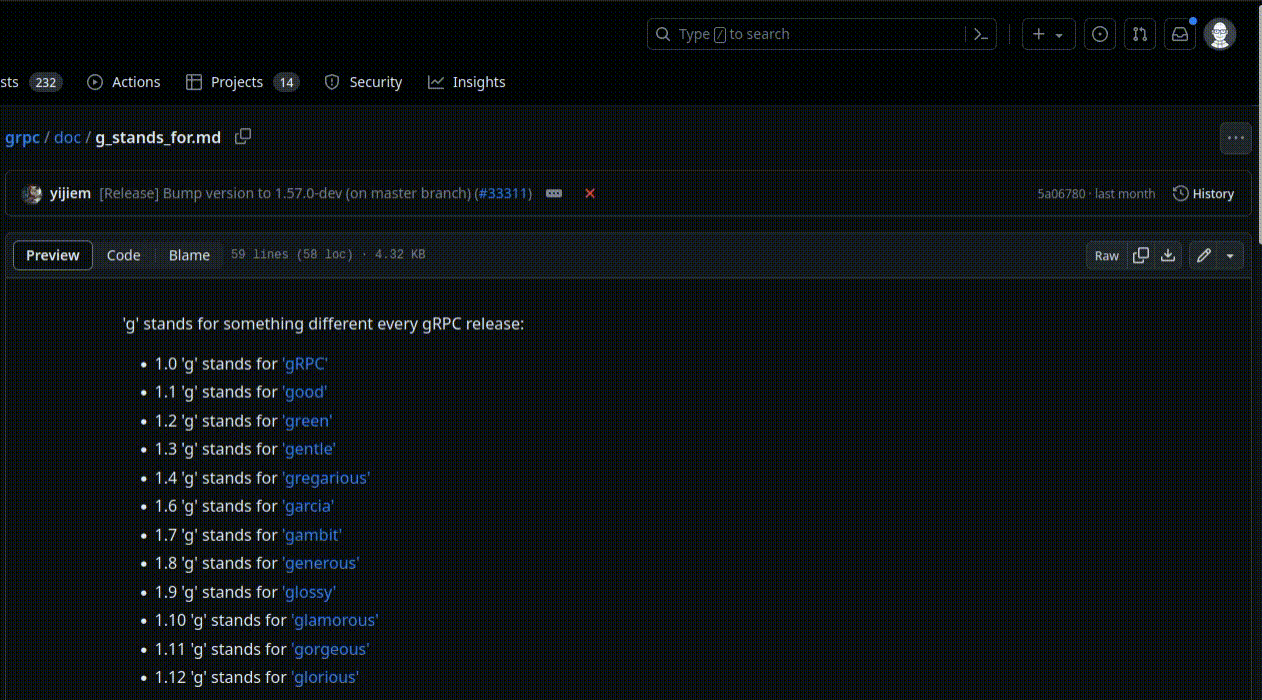 Type / to search
sts 232 Actions Projects 14 Security Insights
grpc / doc / g_stands_for.md
yijiem [Release] Bump version to 1.57.0-dev (on master branch) (#33311) 5a06780 · last month History
Preview Code Blame 59 lines (58 loc) · 4.32 KB Raw
'g' stands for something different every gRPC release:
• 1.0 'g' stands for 'gRPC'
• 1.1 'g' stands for 'good'
• 1.2 'g' stands for 'green'
• 1.3 'g' stands for 'gentle'
• 1.4 'g' stands for 'gregarious'
• 1.6 'g' stands for 'garcia'
• 1.7 'g' stands for 'gambit'
• 1.8 'g' stands for 'generous'
• 1.9 'g' stands for 'glossy'
• 1.10 'g' stands for 'glamorous'
• 1.11 'g' stands for 'gorgeous'
• 1.12 'g' stands for 'glorious'